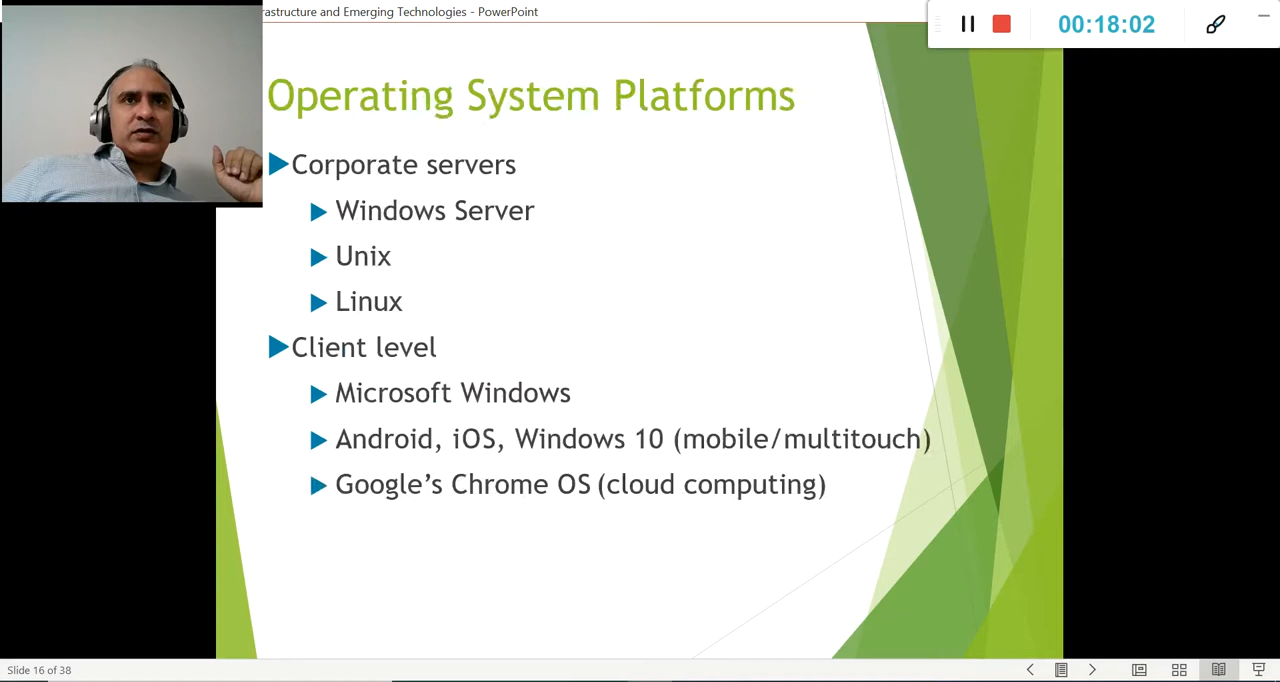 rastructure and Emerging Technologies - PowerPoint
00:18:02
Operating System Platforms
Corporate servers
Windows Server
Unix
Linux
Client level
Microsoft Windows
Android, iOS, Windows 10 (mobile/multitouch)
Google’s Chrome OS (cloud computing)
Slide 16 of 38